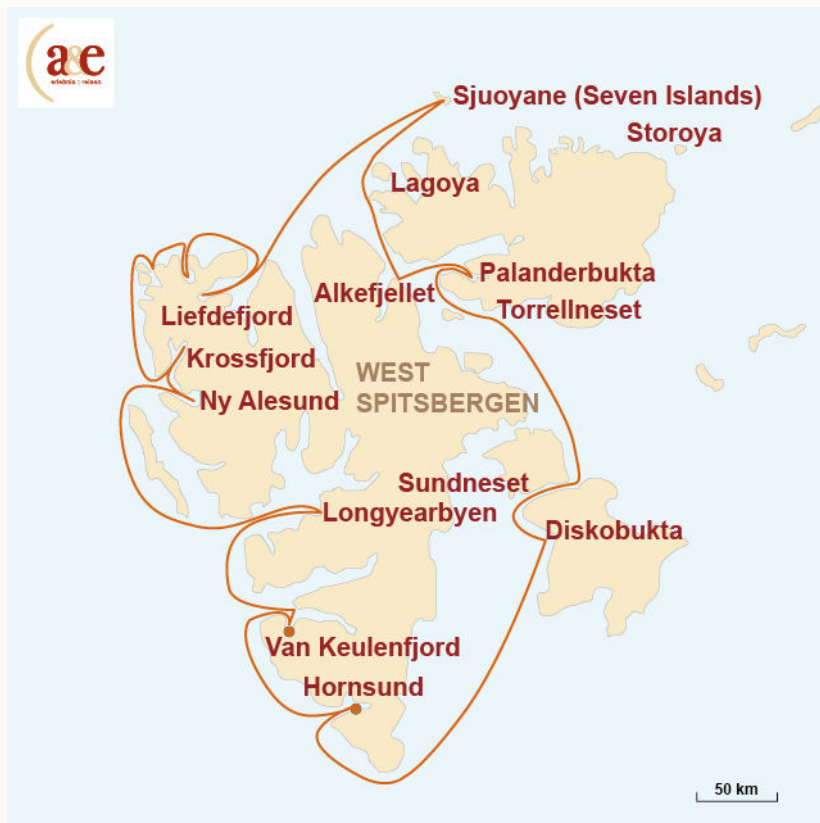 a&e
erlebnis : reisen
Sjuoyane (Seven Islands)
Storoya
Lagoya
Palanderbukta
Alkefjellet
Torrellneset
Liefdefjord
Krossfjord
WEST
SPITSBERGEN
Ny Alesund
Sundneset
Longyearbyen
Diskobukta
Van Keulenfjord
Hornsund
50 km